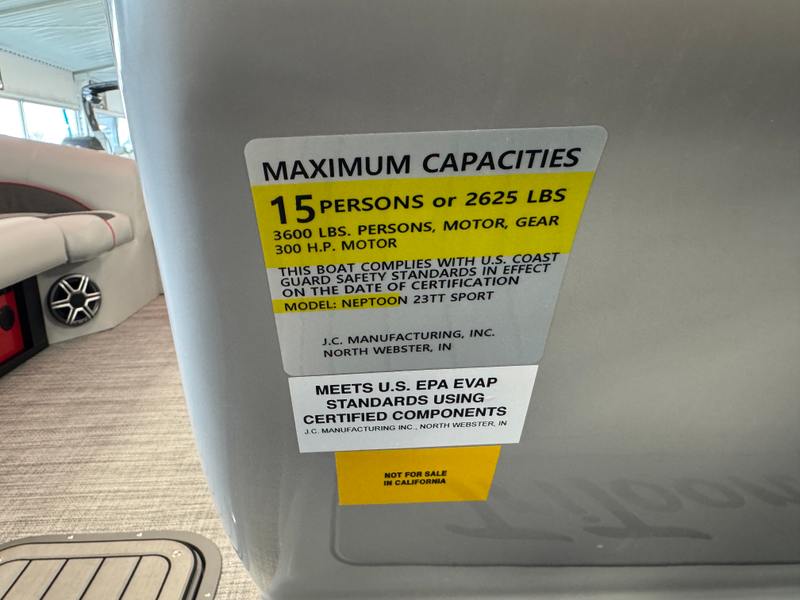 MAXIMUM CAPACITIES
15 PERSONS or 2625 LBS
3600 LBS. PERSONS, MOTOR, GEAR
300 H.P. MOTOR
THIS BOAT COMPLIES WITH U.S. COAST
GUARD SAFETY STANDARDS IN EFFECT
ON THE DATE OF CERTIFICATION
MODEL: NEPTOON 23TT SPORT
J.C. MANUFACTURING, INC.
NORTH WEBSTER, IN
MEETS U.S. EPA EVAP
STANDARDS USING
CERTIFIED COMPONENTS
J.C. MANUFACTURING INC., NORTH WEBSTER, IN
NOT FOR SALE
IN CALIFORNIA